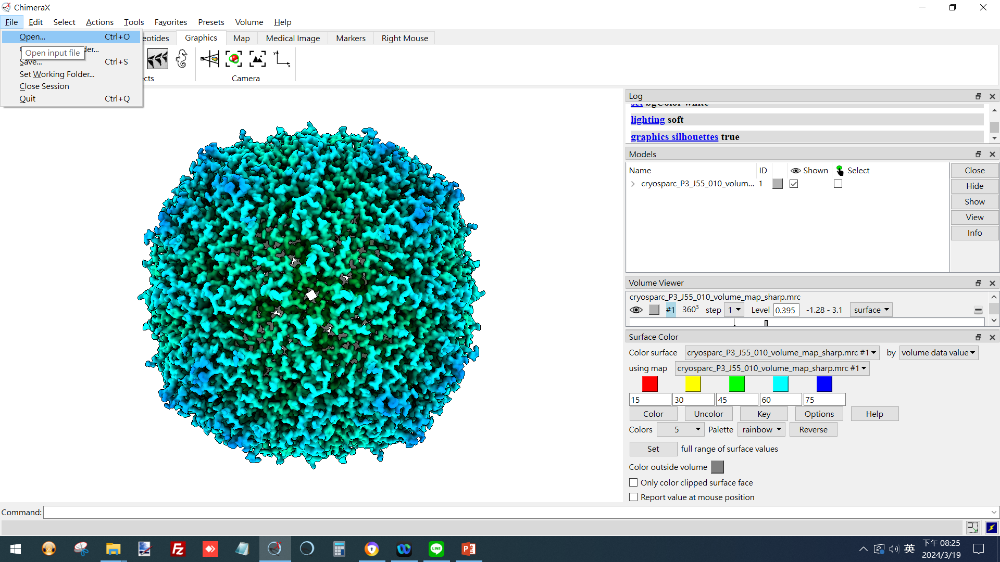 ChimeraX
File Edit Select Actions Tools Favorites Presets Volume Help
Open... Ctrl+O
Open input file
der...
Save... Ctrl+S
Set Working Folder...
Close Session
Quit Ctrl+Q
eotides Graphics Map Medical Image Markers Right Mouse
cts
Camera
Log
set bgColor white
lighting soft
graphics silhouettes true
Models
Name ID Shown Select
cryosparc_P3_J55_010_volum... 1
Close
Hide
Show
View
Info
Volume Viewer
cryosparc_P3_J55_010_volume_map_sharp.mrc
#1 360³ step 1 Level 0.395 -1.28 - 3.1 surface
Surface Color
Color surface cryosparc_P3_J55_010_volume_map_sharp.mrc #1 by volume data value
using map cryosparc_P3_J55_010_volume_map_sharp.mrc #1
15 30 45 60 75
Color Uncolor Key Options Help
Colors 5 Palette rainbow Reverse
Set full range of surface values
Color outside volume
Only color clipped surface face
Report value at mouse position
Command:
Fz
LINE
P
英
下午 08:25
2024/3/19